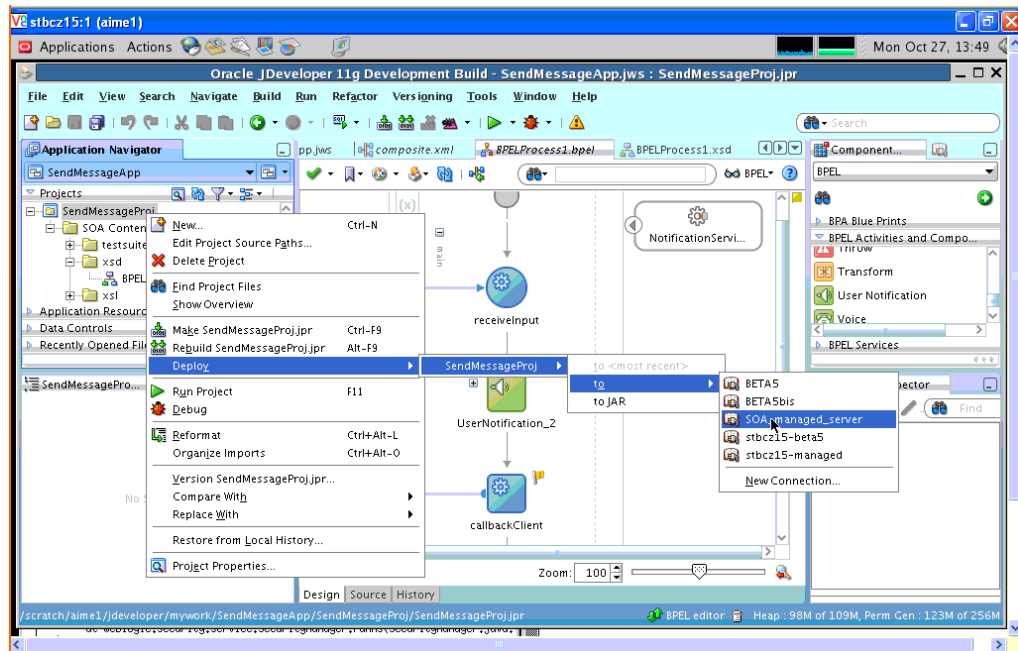 stbcz15:1 (aime1)
Applications Actions Mon Oct 27, 13:49
Oracle JDeveloper 11g Development Build - SendMessageApp.jws : SendMessageProj.jpr
File Edit View Search Navigate Build Run Refactor Versioning Tools Window Help
Search
Application Navigator
SendMessageApp
Projects
SendMessageProj
SOA Conten
testsuite
xsd
BPEL
xsl
Application Resourc
Data Controls
Recently Opened File
SendMessagePro...
No S
New... Ctrl-N
Edit Project Source Paths...
Delete Project
Find Project Files
Show Overview
Make SendMessageProj.jpr Ctrl-F9
Rebuild SendMessageProj.jpr Alt-F9
Deploy
Run Project F11
Debug
Reformat Ctrl+Alt-L
Organize Imports Ctrl+Alt-O
Version SendMessageProj.jpr...
Compare With
Replace With
Restore from Local History...
Project Properties...
SendMessageProj
to <most recent>
to
to JAR
BETA5
BETA5bis
SOA_managed_server
stbcz15-beta5
stbcz15-managed
New Connection...
pp.jws composite.xml BPELProcess1.bpel BPELProcess1.xsd
BPEL
(x)
main
NotificationServi...
receiveInput
UserNotification_2
callbackClient
Zoom: 100
Design Source History
Component...
BPEL
BPA Blue Prints
BPEL Activities and Compo...
Throw
Transform
User Notification
Voice
BPEL Services
pector
Find
/scratch/aime1/jdeveloper/mywork/SendMessageApp/SendMessageProj/SendMessageProj.jpr BPEL editor Heap : 98M of 109M, Perm Gen : 123M of 256M